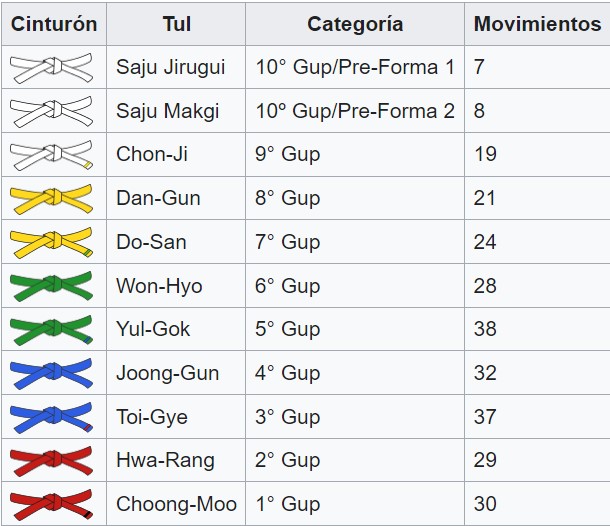 Cinturón Tul Categoría Movimientos
Saju Jirugui 10° Gup/Pre-Forma 1 7
Saju Makgi 10º Gup/Pre-Forma 2 8
Chon-Ji 9° Gup 19
Dan-Gun 8° Gup 21
Do-San 7° Gup 24
Won-Hyo 6° Gup 28
Yul-Gok 5° Gup 38
Joong-Gun 4° Gup 32
Toi-Gye 3° Gup 37
Hwa-Rang 2° Gup 29
Choong-Moo 1° Gup 30